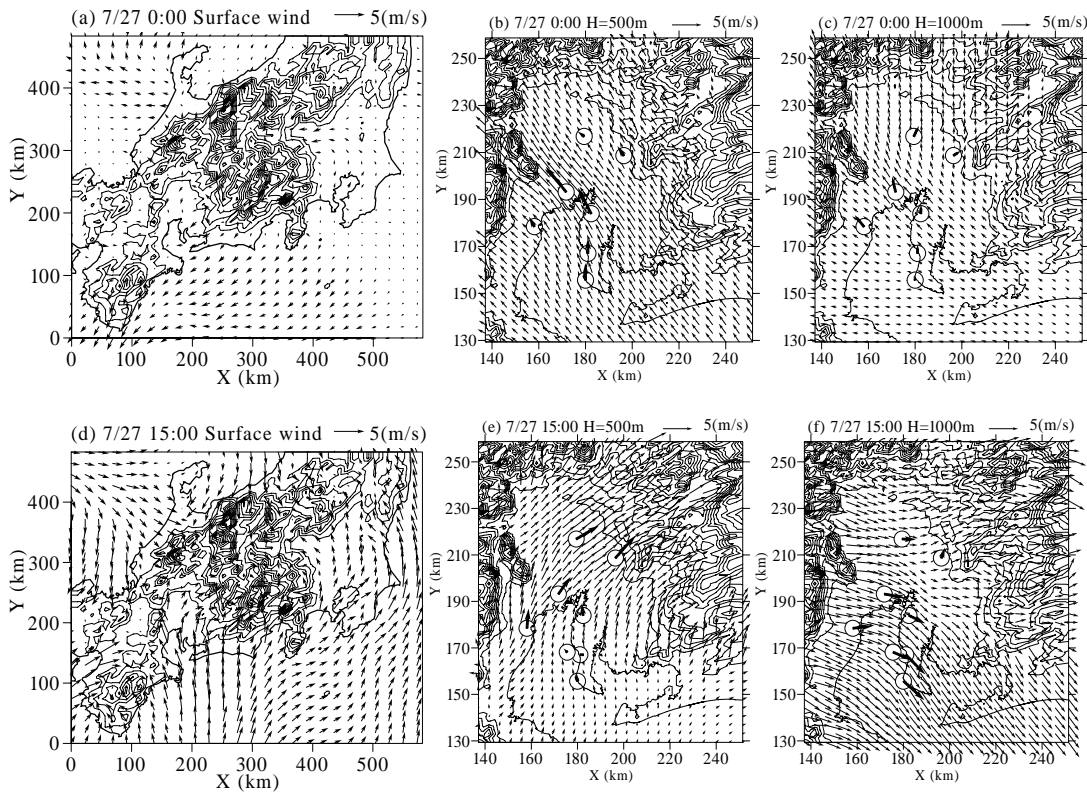 (a) 7/27 0:00 Surface wind 5(m/s)
400
300
200
100
0
Y (km)
0 100 200 300 400 500
X (km)
(b) 7/27 0:00 H=500m 5(m/s)
250
230
210
190
170
150
130
Y (km)
140 160 180 200 220 240
X (km)
(c) 7/27 0:00 H=1000m 5(m/s)
250
230
210
190
170
150
130
Y (km)
140 160 180 200 220 240
X (km)
(d) 7/27 15:00 Surface wind 5(m/s)
400
300
200
100
0
Y (km)
0 100 200 300 400 500
X (km)
(e) 7/27 15:00 H=500m 5(m/s)
250
230
210
190
170
150
130
Y (km)
140 160 180 200 220 240
X (km)
(f) 7/27 15:00 H=1000m 5(m/s)
250
230
210
190
170
150
130
Y (km)
140 160 180 200 220 240
X (km)